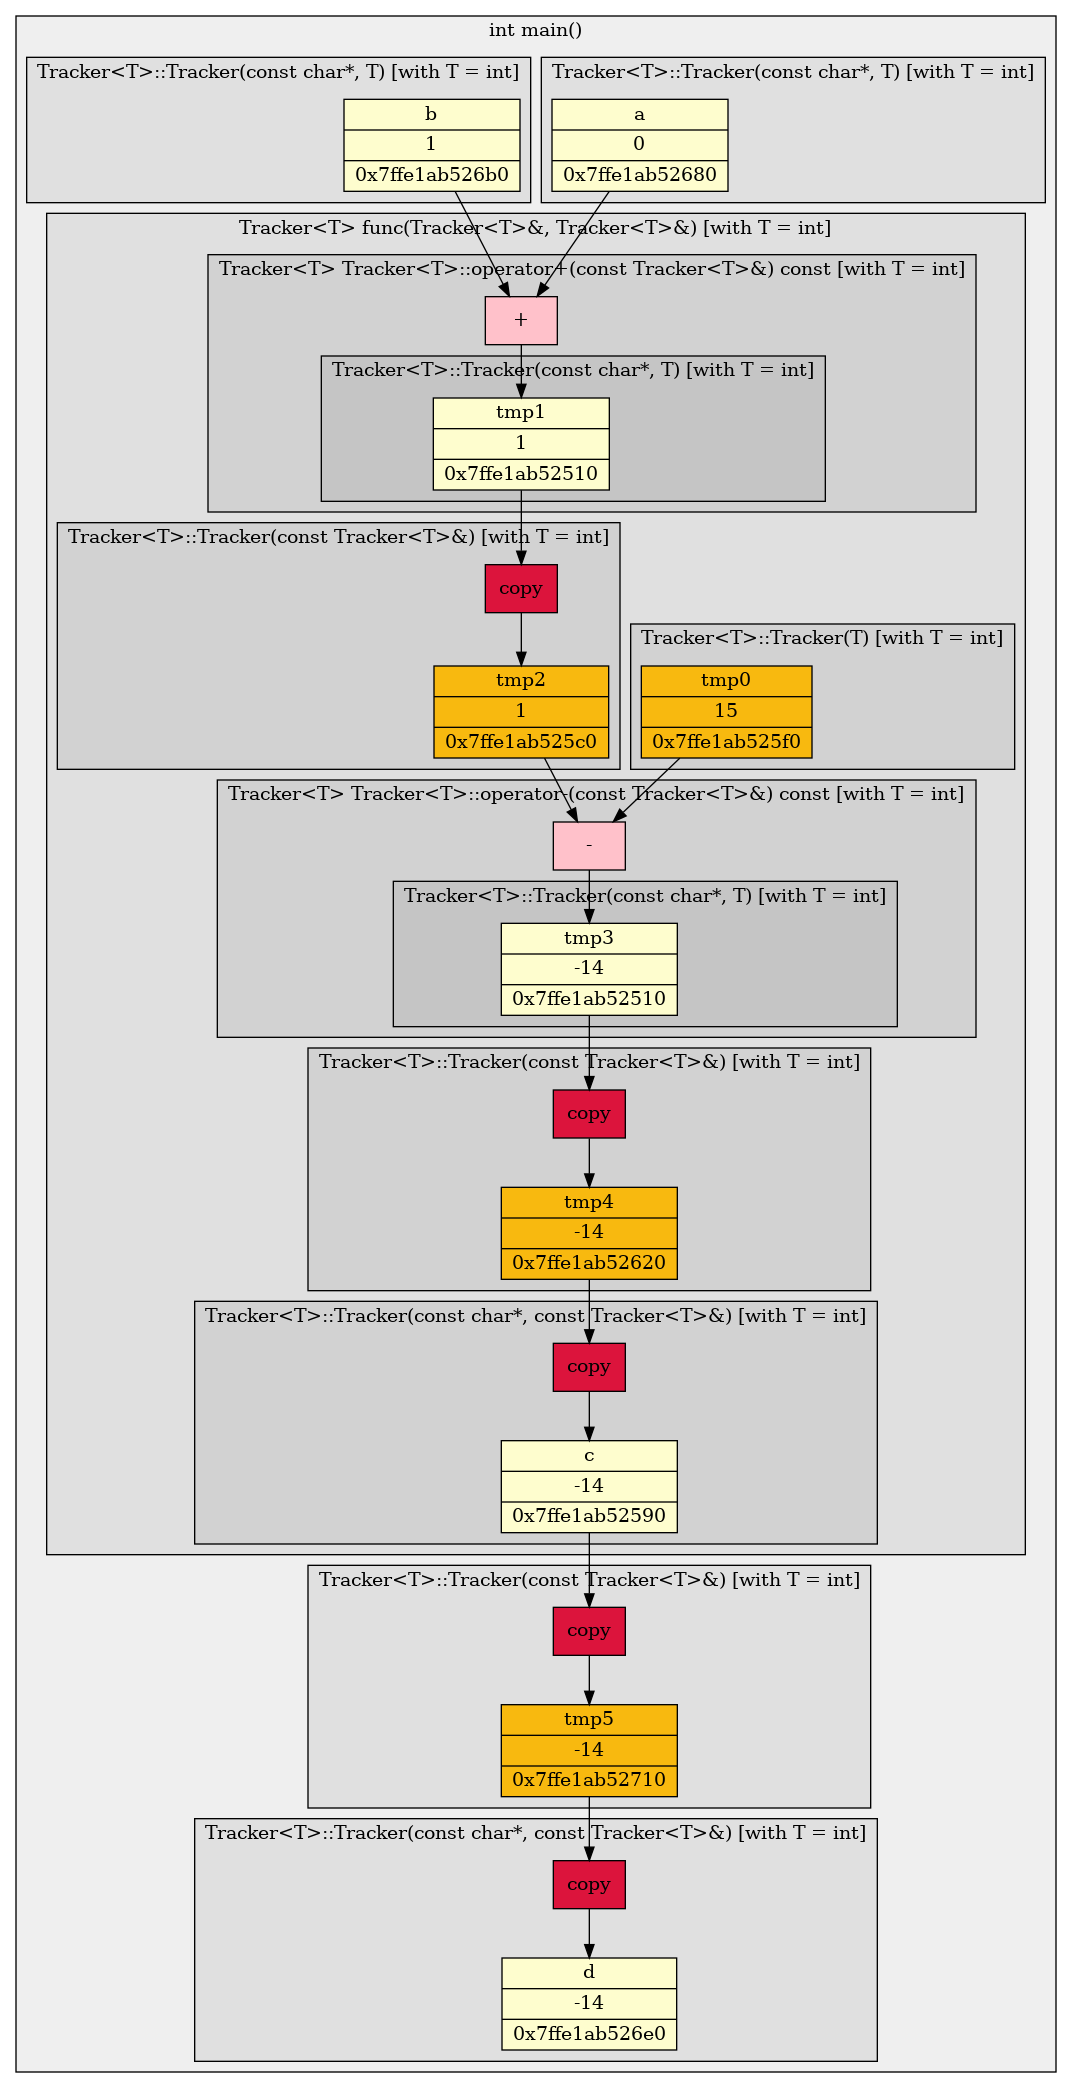 int main()
Tracker<T>::Tracker(const char*, T) [with T = int]
b
1
0x7ffe1ab526b0
Tracker<T>::Tracker(const char*, T) [with T = int]
a
0
0x7ffe1ab52680
Tracker<T> func(Tracker<T>&, Tracker<T>&) [with T = int]
Tracker<T> Tracker<T>::operator+(const Tracker<T>&) const [with T = int]
+
Tracker<T>::Tracker(const char*, T) [with T = int]
tmp1
1
0x7ffe1ab52510
Tracker<T>::Tracker(const Tracker<T>&) [with T = int]
copy
tmp2
1
0x7ffe1ab525c0
Tracker<T>::Tracker(T) [with T = int]
tmp0
15
0x7ffe1ab525f0
Tracker<T> Tracker<T>::operator-(const Tracker<T>&) const [with T = int]
-
Tracker<T>::Tracker(const char*, T) [with T = int]
tmp3
-14
0x7ffe1ab52510
Tracker<T>::Tracker(const Tracker<T>&) [with T = int]
copy
tmp4
-14
0x7ffe1ab52620
Tracker<T>::Tracker(const char*, const Tracker<T>&) [with T = int]
copy
c
-14
0x7ffe1ab52590
Tracker<T>::Tracker(const Tracker<T>&) [with T = int]
copy
tmp5
-14
0x7ffe1ab52710
Tracker<T>::Tracker(const char*, const Tracker<T>&) [with T = int]
copy
d
-14
0x7ffe1ab526e0